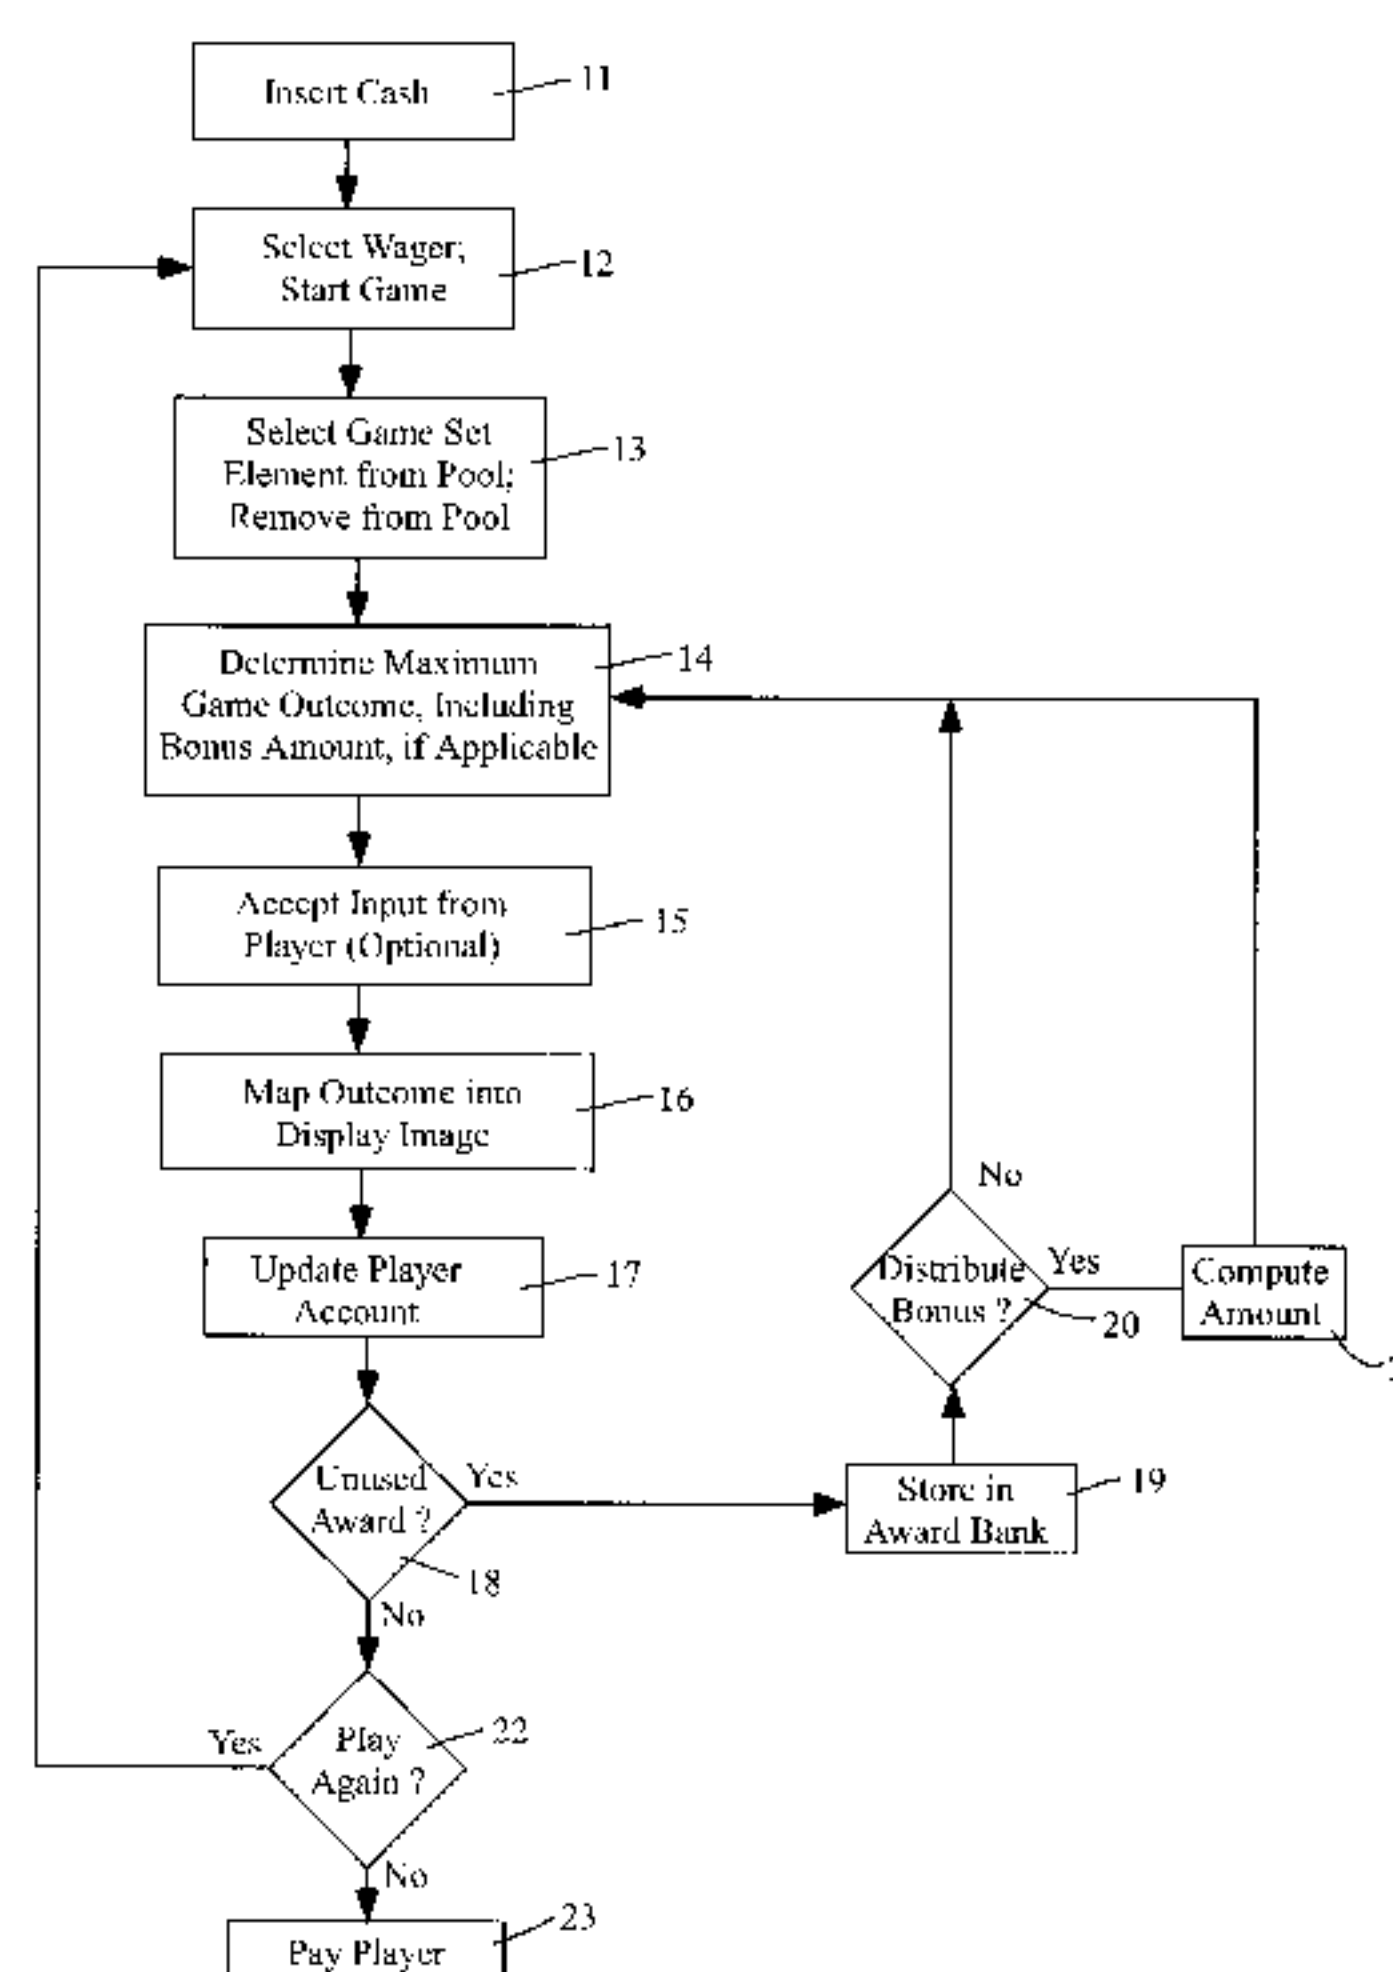 Insert Cash
11
Select Wager;
Start Game
12
Select Game Set
Element from Pool;
Remove from Pool
13
Determine Maximum
Game Outcome, Including
Bonus Amount, if Applicable
14
Accept Input from
Player (Optional)
15
Map Outcome into
Display Image
16
Update Player
Account
17
Unused
Award ?
18
Yes
No
Store in
Award Bank
19
Distribute
Bonus ?
20
No
Yes
Compute
Amount
Play
Again ?
22
Yes
No
Pay Player
23